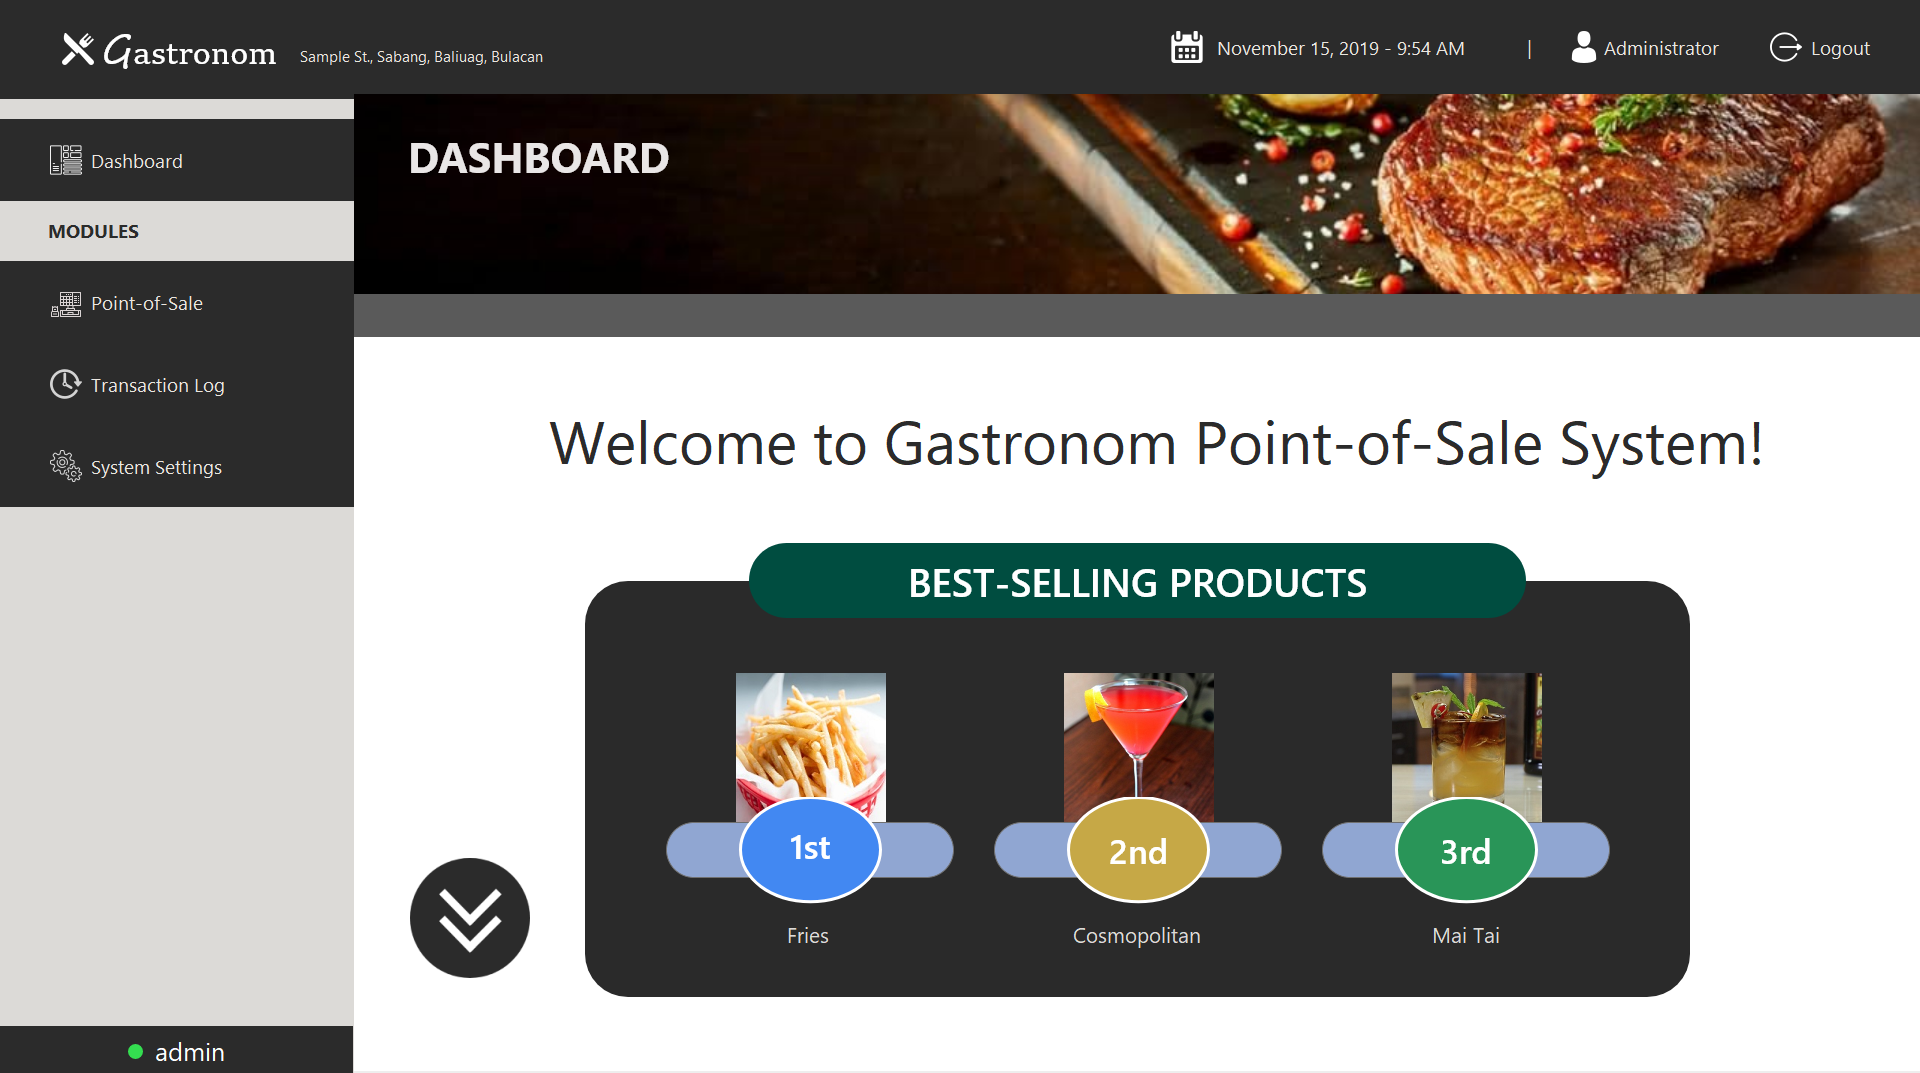 Gastronom
Sample St., Sabang, Baliuag, Bulacan
November 15, 2019 - 9:54 AM
|
Administrator
Logout
Dashboard
MODULES
Point-of-Sale
Transaction Log
System Settings
admin
DASHBOARD
Welcome to Gastronom Point-of-Sale System!
BEST-SELLING PRODUCTS
1st
2nd
3rd
Fries
Cosmopolitan
Mai Tai